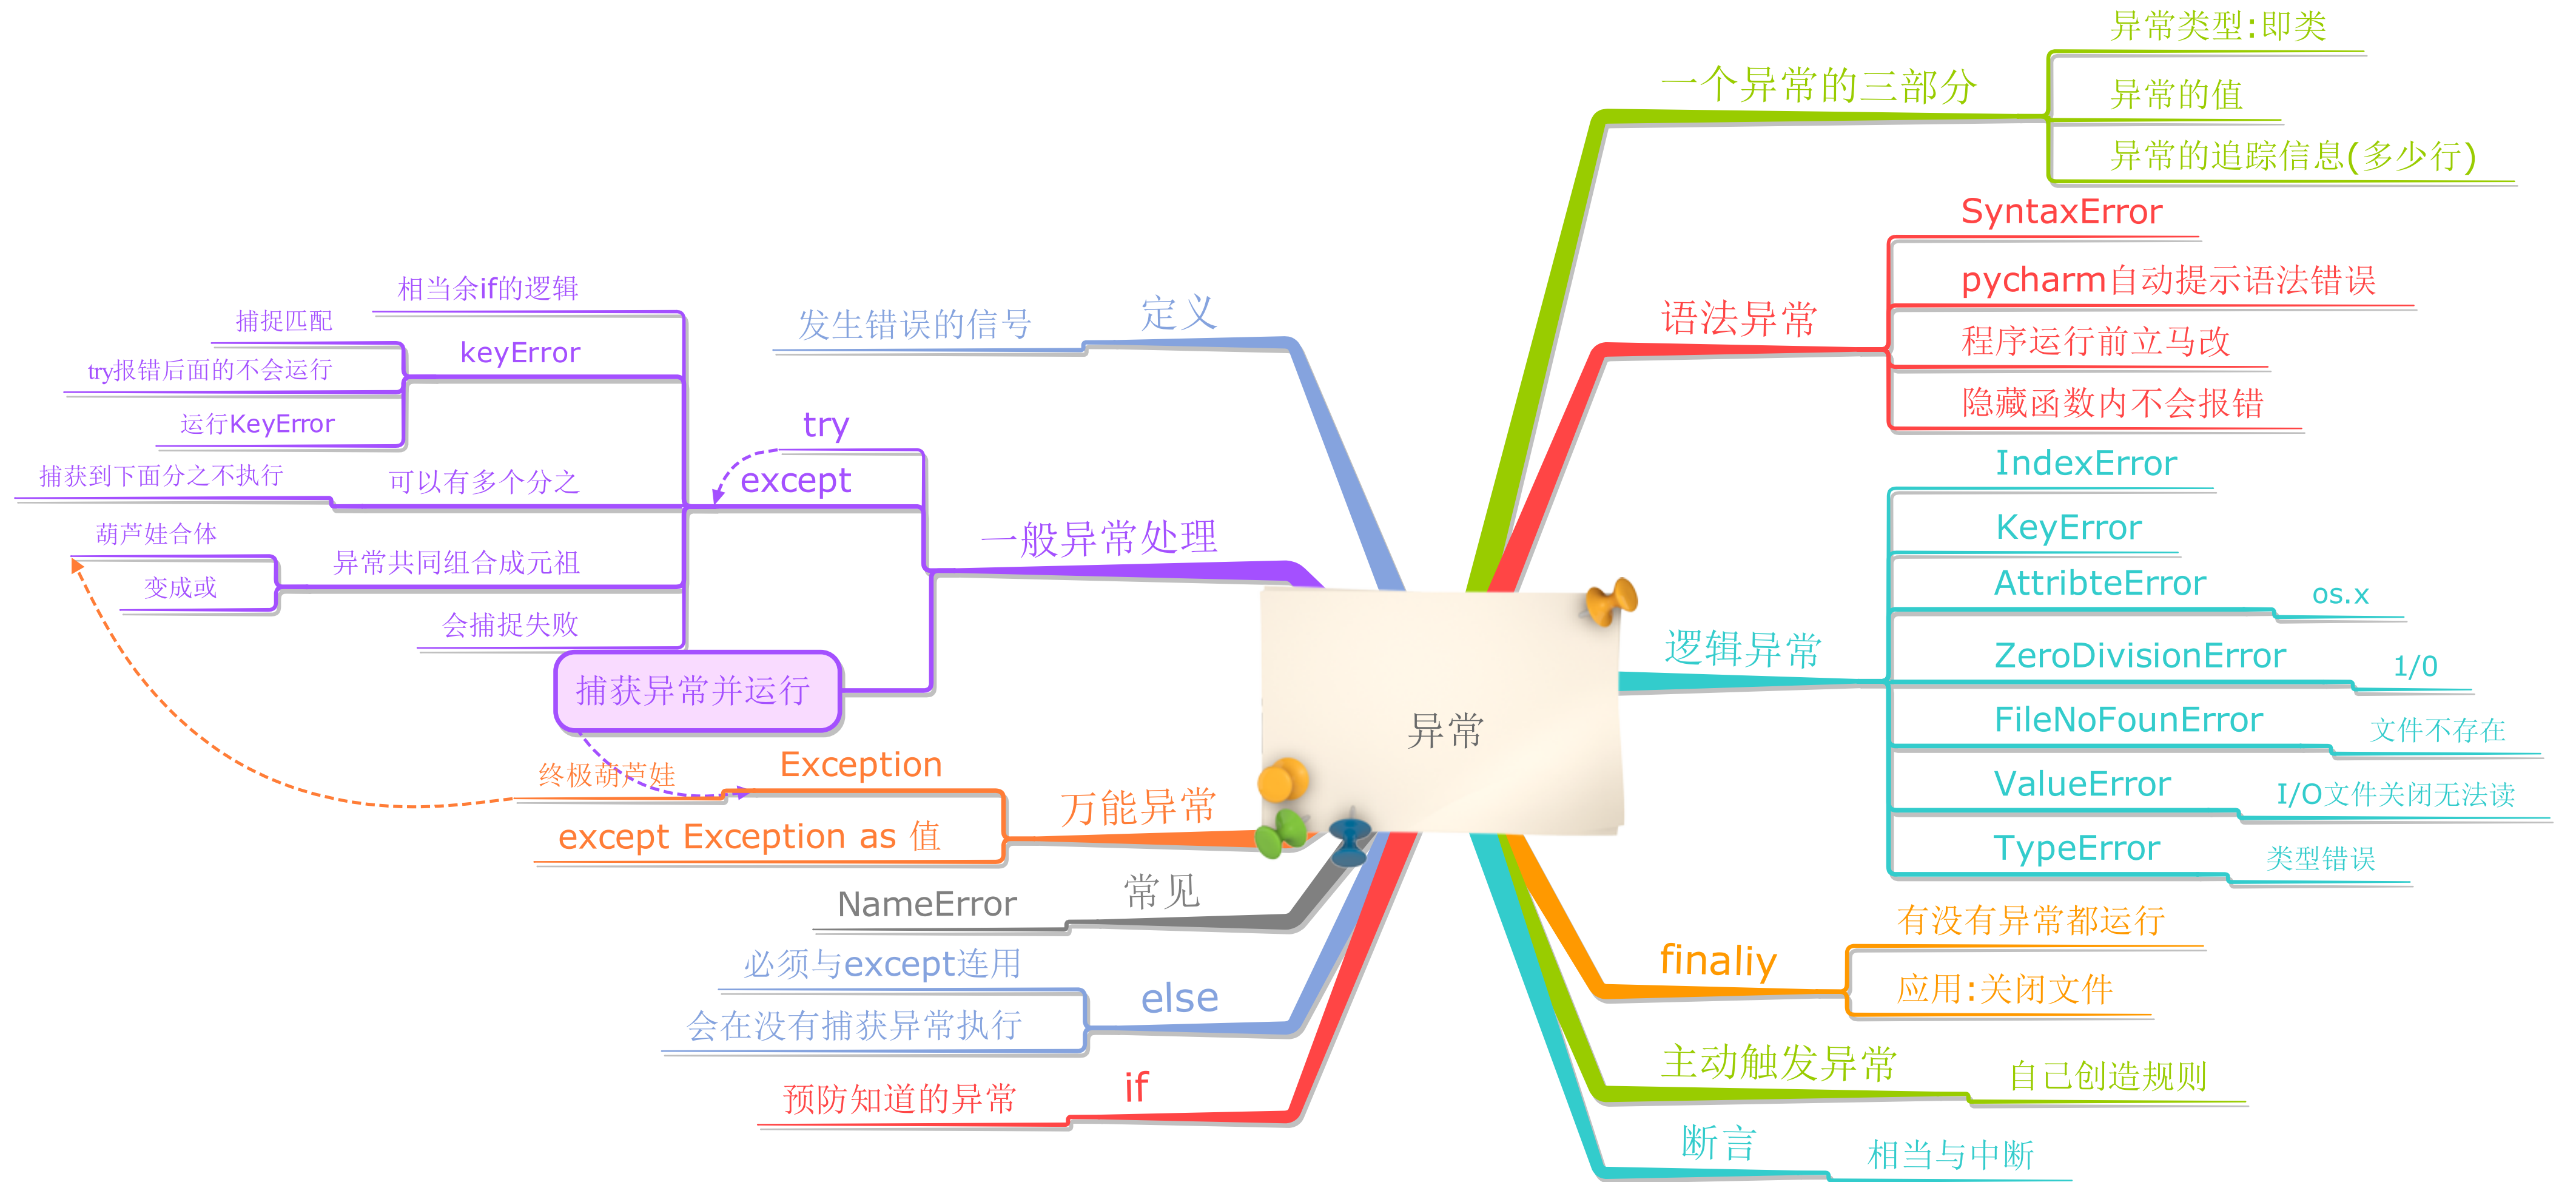 异常
一个异常的三部分
异常类型:即类
异常的值
异常的追踪信息(多少行)
语法异常
SyntaxError
pycharm自动提示语法错误
程序运行前立马改
隐藏函数内不会报错
逻辑异常
IndexError
KeyError
AttribteError
os.x
ZeroDivisionError
1/0
FileNoFounError
文件不存在
ValueError
I/O文件关闭无法读
TypeError
类型错误
finaliy
有没有异常都运行
应用:关闭文件
主动触发异常
自己创造规则
断言
相当与中断
定义
发生错误的信号
一般异常处理
try
except
相当余if的逻辑
keyError
捕捉匹配
try报错后面的不会运行
运行KeyError
可以有多个分之
捕获到下面分之不执行
异常共同组合成元祖
葫芦娃合体
变成或
会捕捉失败
捕获异常并运行
万能异常
Exception
终极葫芦娃
except Exception as 值
常见
NameError
else
必须与except连用
会在没有捕获异常执行
if
预防知道的异常